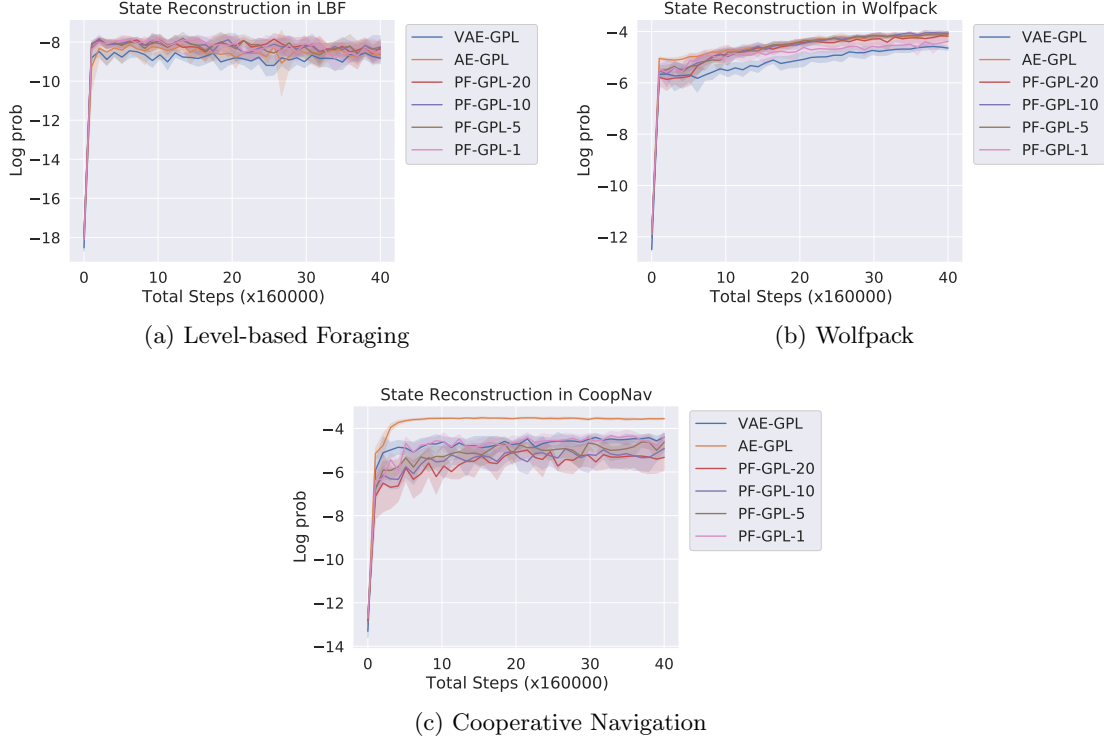 State Reconstruction in LBF
Log prob
−8
−10
−12
−14
−16
−18
0
10
20
30
40
Total Steps (x160000)
VAE-GPL
AE-GPL
PF-GPL-20
PF-GPL-10
PF-GPL-5
PF-GPL-1
(a) Level-based Foraging
State Reconstruction in Wolfpack
Log prob
−4
−6
−8
−10
−12
0
10
20
30
40
Total Steps (x160000)
VAE-GPL
AE-GPL
PF-GPL-20
PF-GPL-10
PF-GPL-5
PF-GPL-1
(b) Wolfpack
State Reconstruction in CoopNav
Log prob
−4
−6
−8
−10
−12
−14
0
10
20
30
40
Total Steps (x160000)
VAE-GPL
AE-GPL
PF-GPL-20
PF-GPL-10
PF-GPL-5
PF-GPL-1
(c) Cooperative Navigation